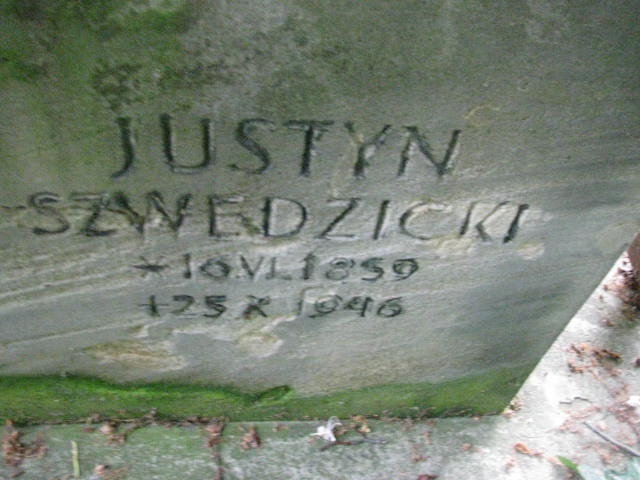 JUSTYN
SZWEDZICKI
*16.VI.1859
+25 X 1946